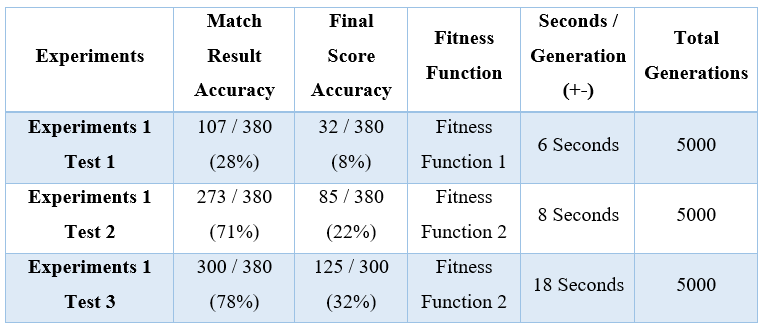 Experiments
Match
Result
Accuracy
Final
Score
Accuracy
Fitness
Function
Seconds /
Generation
(+-)
Total
Generations
Experiments 1
Test 1
107 / 380
(28%)
32 / 380
(8%)
Fitness
Function 1
6 Seconds
5000
Experiments 1
Test 2
273 / 380
(71%)
85 / 380
(22%)
Fitness
Function 2
8 Seconds
5000
Experiments 1
Test 3
300 / 380
(78%)
125 / 300
(32%)
Fitness
Function 2
18 Seconds
5000